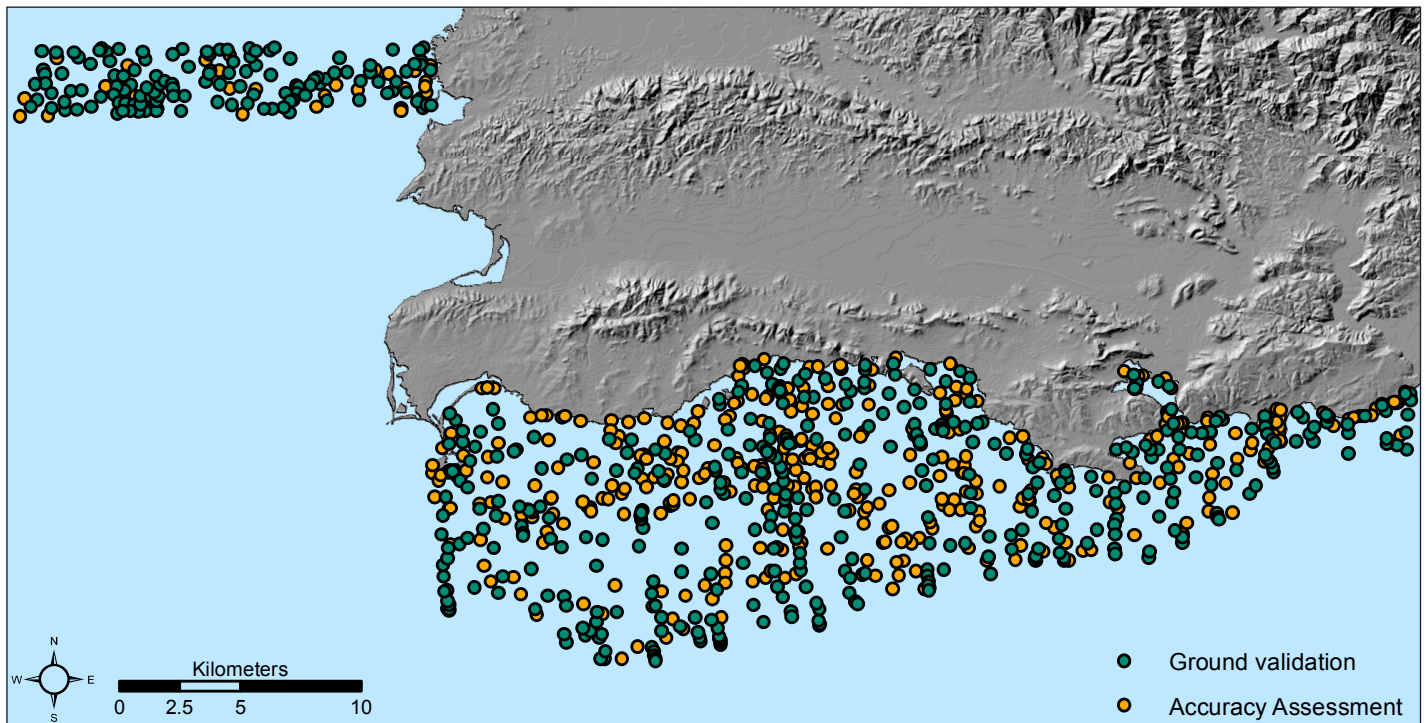 N
W E
S
Kilometers
0 2.5 5 10
Ground validation
Accuracy Assessment